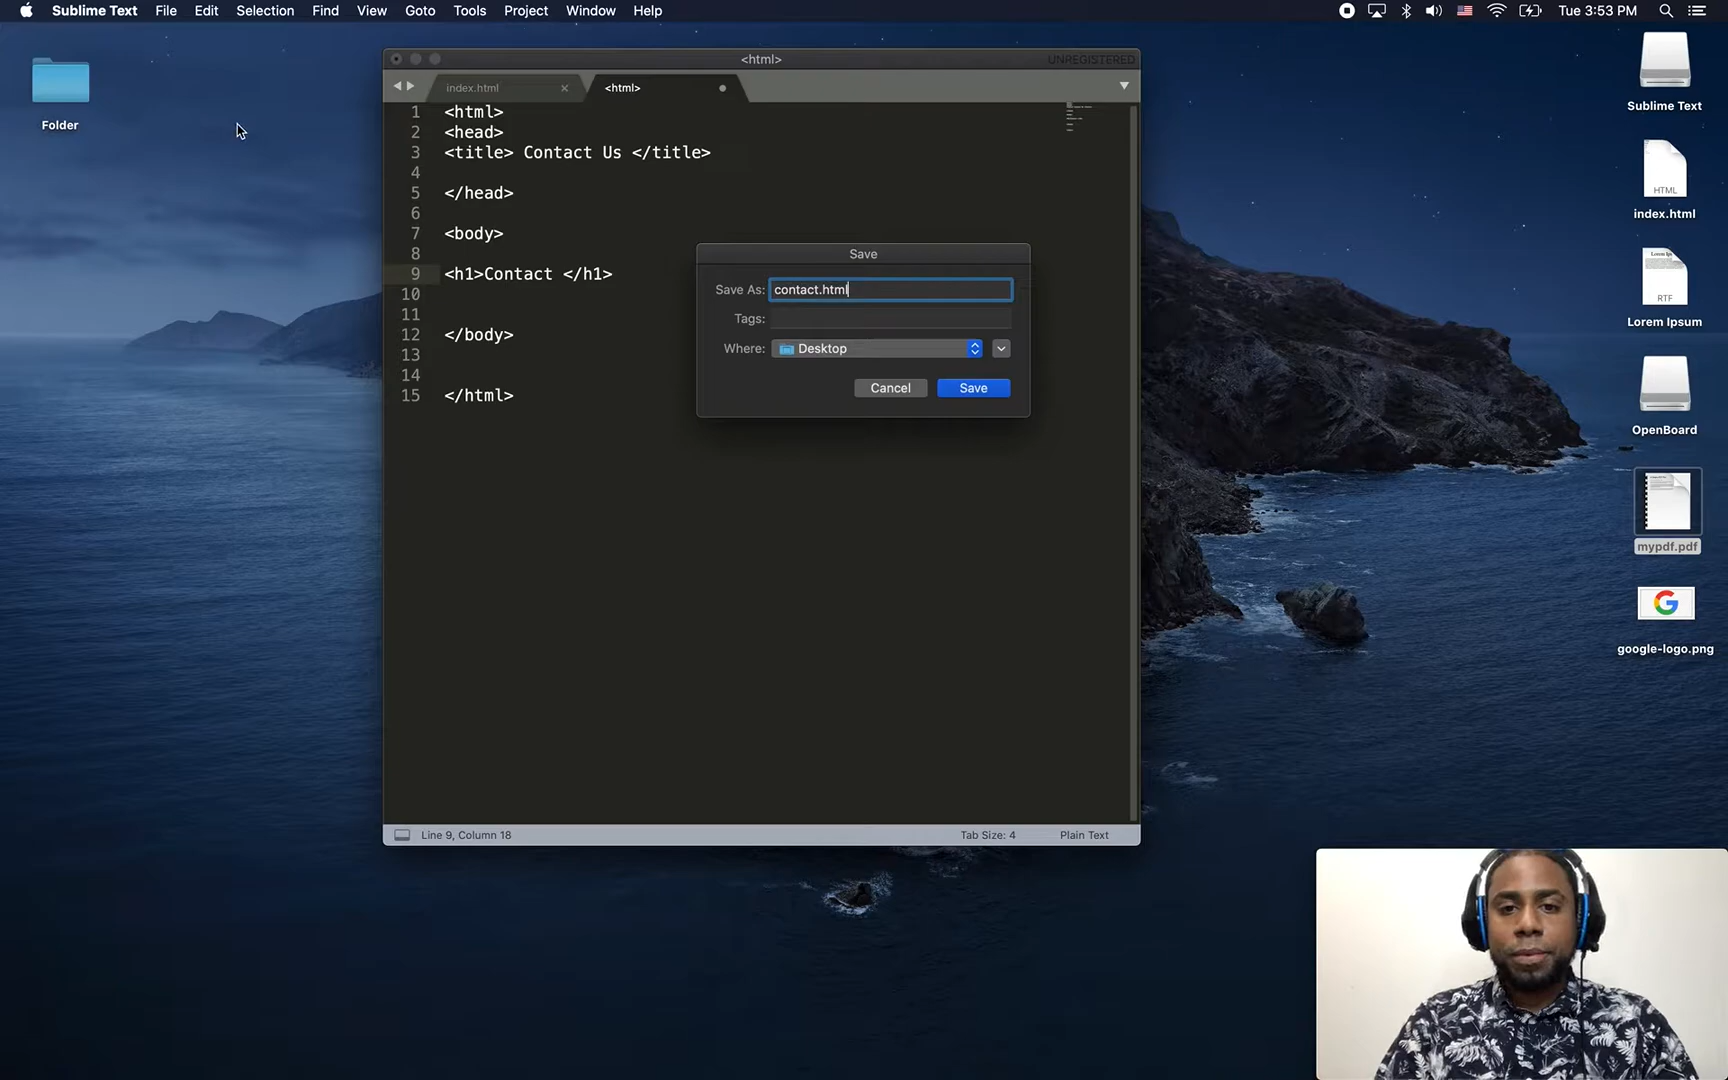 Sublime Text File Edit Selection Find View Goto Tools Project Window Help Tue 3:53 PM
Folder
<html>
UNREGISTERED
index.html
<html>
1 <html>
2 <head>
3 <title> Contact Us </title>
4
5 </head>
6
7 <body>
8
9 <h1>Contact </h1>
10
11
12 </body>
13
14
15 </html>
Save
Save As: contact.html
Tags:
Where: Desktop
Cancel Save
Line 9, Column 18 Tab Size: 4 Plain Text
Sublime Text
HTML
index.html
Lorem Ipsum
RTF
Lorem Ipsum
OpenBoard
mypdf.pdf
G
google-logo.png